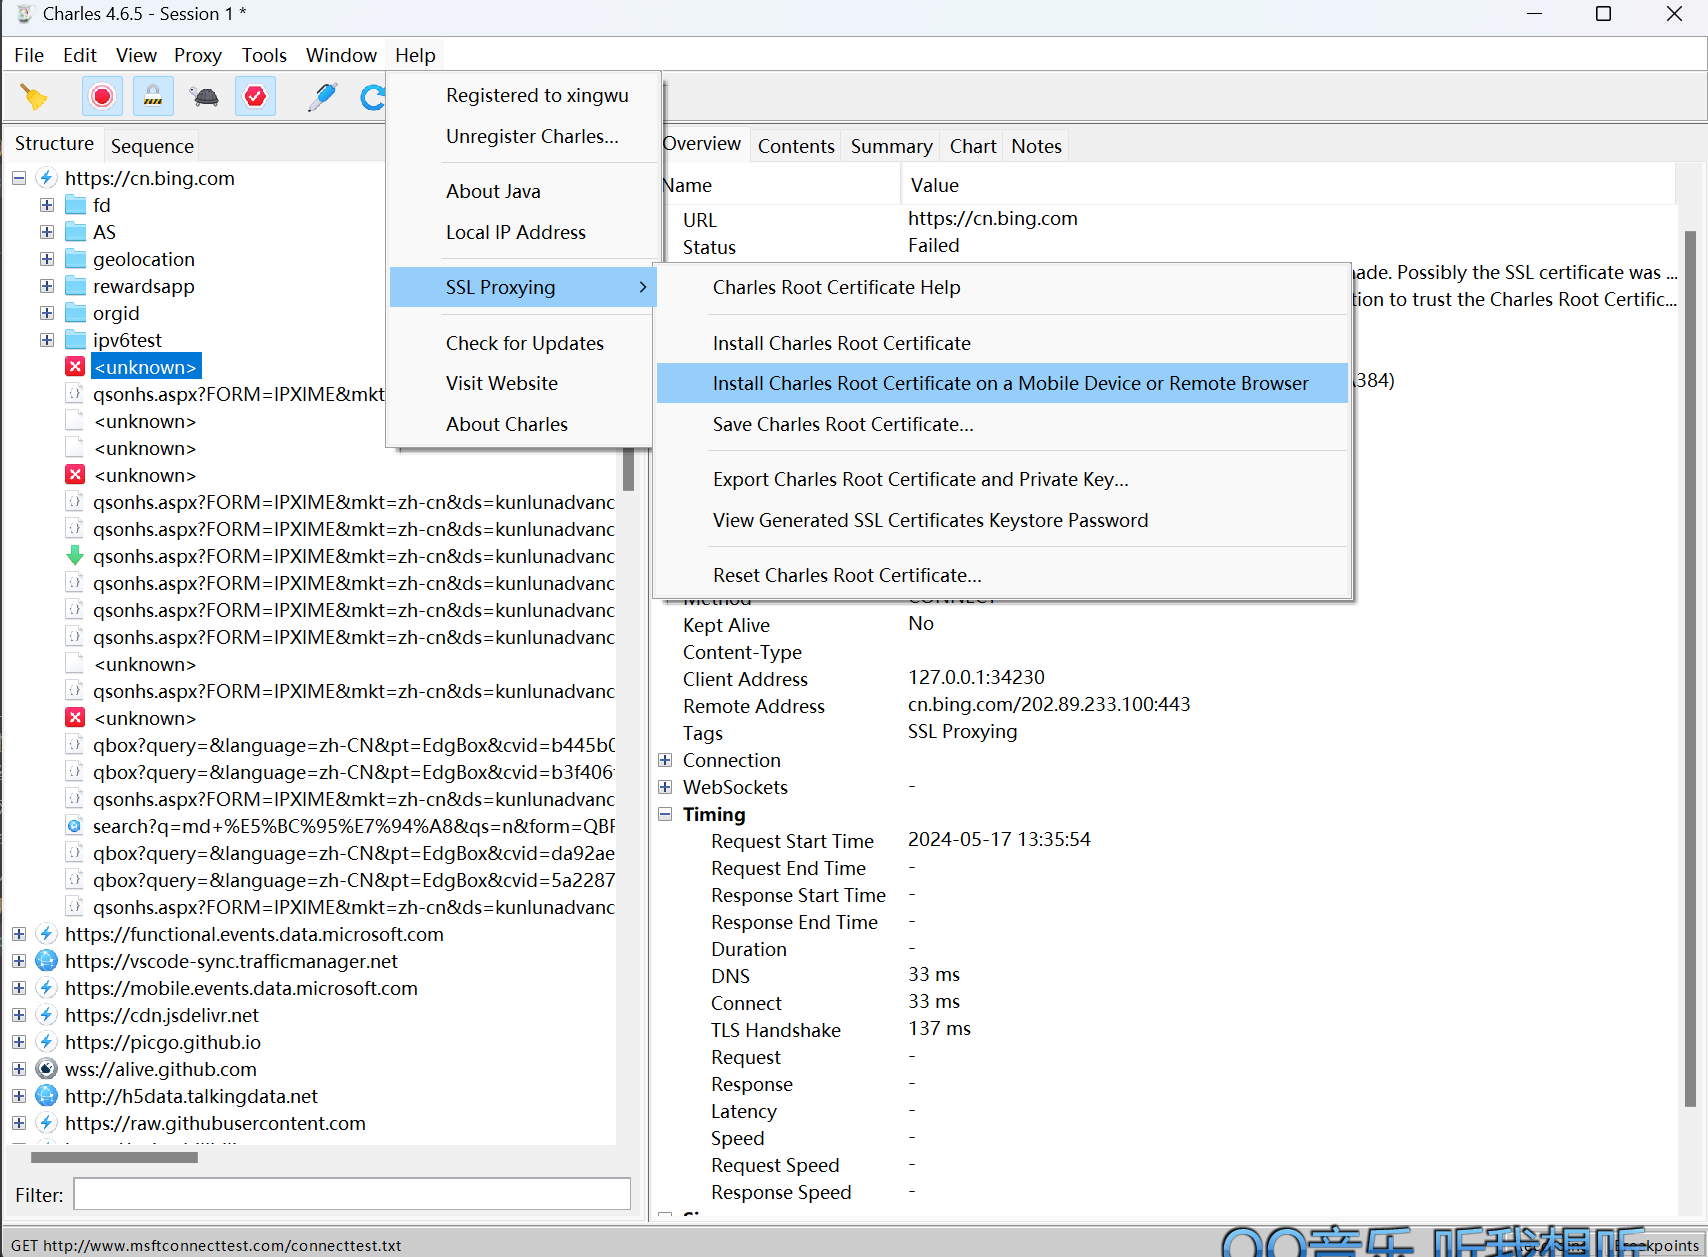 Charles 4.6.5 - Session 1 *
File Edit View Proxy Tools Window Help
Registered to xingwu
Unregister Charles...
About Java
Local IP Address
SSL Proxying
Check for Updates
Visit Website
About Charles
Charles Root Certificate Help
Install Charles Root Certificate
Install Charles Root Certificate on a Mobile Device or Remote Browser
Save Charles Root Certificate...
Export Charles Root Certificate and Private Key...
View Generated SSL Certificates Keystore Password
Reset Charles Root Certificate...
Structure Sequence
https://cn.bing.com
fd
AS
geolocation
rewardsapp
orgid
ipv6test
<unknown>
qsonhs.aspx?FORM=IPXIME&mkt
<unknown>
<unknown>
<unknown>
qsonhs.aspx?FORM=IPXIME&mkt=zh-cn&ds=kunlunadvanc
qsonhs.aspx?FORM=IPXIME&mkt=zh-cn&ds=kunlunadvanc
qsonhs.aspx?FORM=IPXIME&mkt=zh-cn&ds=kunlunadvanc
qsonhs.aspx?FORM=IPXIME&mkt=zh-cn&ds=kunlunadvanc
qsonhs.aspx?FORM=IPXIME&mkt=zh-cn&ds=kunlunadvanc
qsonhs.aspx?FORM=IPXIME&mkt=zh-cn&ds=kunlunadvanc
<unknown>
qsonhs.aspx?FORM=IPXIME&mkt=zh-cn&ds=kunlunadvanc
<unknown>
qbox?query=&language=zh-CN&pt=EdgBox&cvid=b445b0
qbox?query=&language=zh-CN&pt=EdgBox&cvid=b3f406
qsonhs.aspx?FORM=IPXIME&mkt=zh-cn&ds=kunlunadvanc
search?q=md+%E5%BC%95%E7%94%A8&qs=n&form=QBF
qbox?query=&language=zh-CN&pt=EdgBox&cvid=da92ae
qbox?query=&language=zh-CN&pt=EdgBox&cvid=5a2287
qsonhs.aspx?FORM=IPXIME&mkt=zh-cn&ds=kunlunadvanc
https://functional.events.data.microsoft.com
https://vscode-sync.trafficmanager.net
https://mobile.events.data.microsoft.com
https://cdn.jsdelivr.net
https://picgo.github.io
wss://alive.github.com
http://h5data.talkingdata.net
https://raw.githubusercontent.com
Filter:
Overview Contents Summary Chart Notes
Name Value
URL https://cn.bing.com
Status Failed
ade. Possibly the SSL certificate was ...
tion to trust the Charles Root Certific...
384)
Method CONNECT
Kept Alive No
Content-Type
Client Address 127.0.0.1:34230
Remote Address cn.bing.com/202.89.233.100:443
Tags SSL Proxying
Connection
WebSockets -
Timing
Request Start Time 2024-05-17 13:35:54
Request End Time -
Response Start Time -
Response End Time -
Duration -
DNS 33 ms
Connect 33 ms
TLS Handshake 137 ms
Request -
Response -
Latency -
Speed -
Request Speed -
Response Speed -
GET http://www.msftconnecttest.com/connecttest.txt
QQ音乐 听我想听
Breakpoints